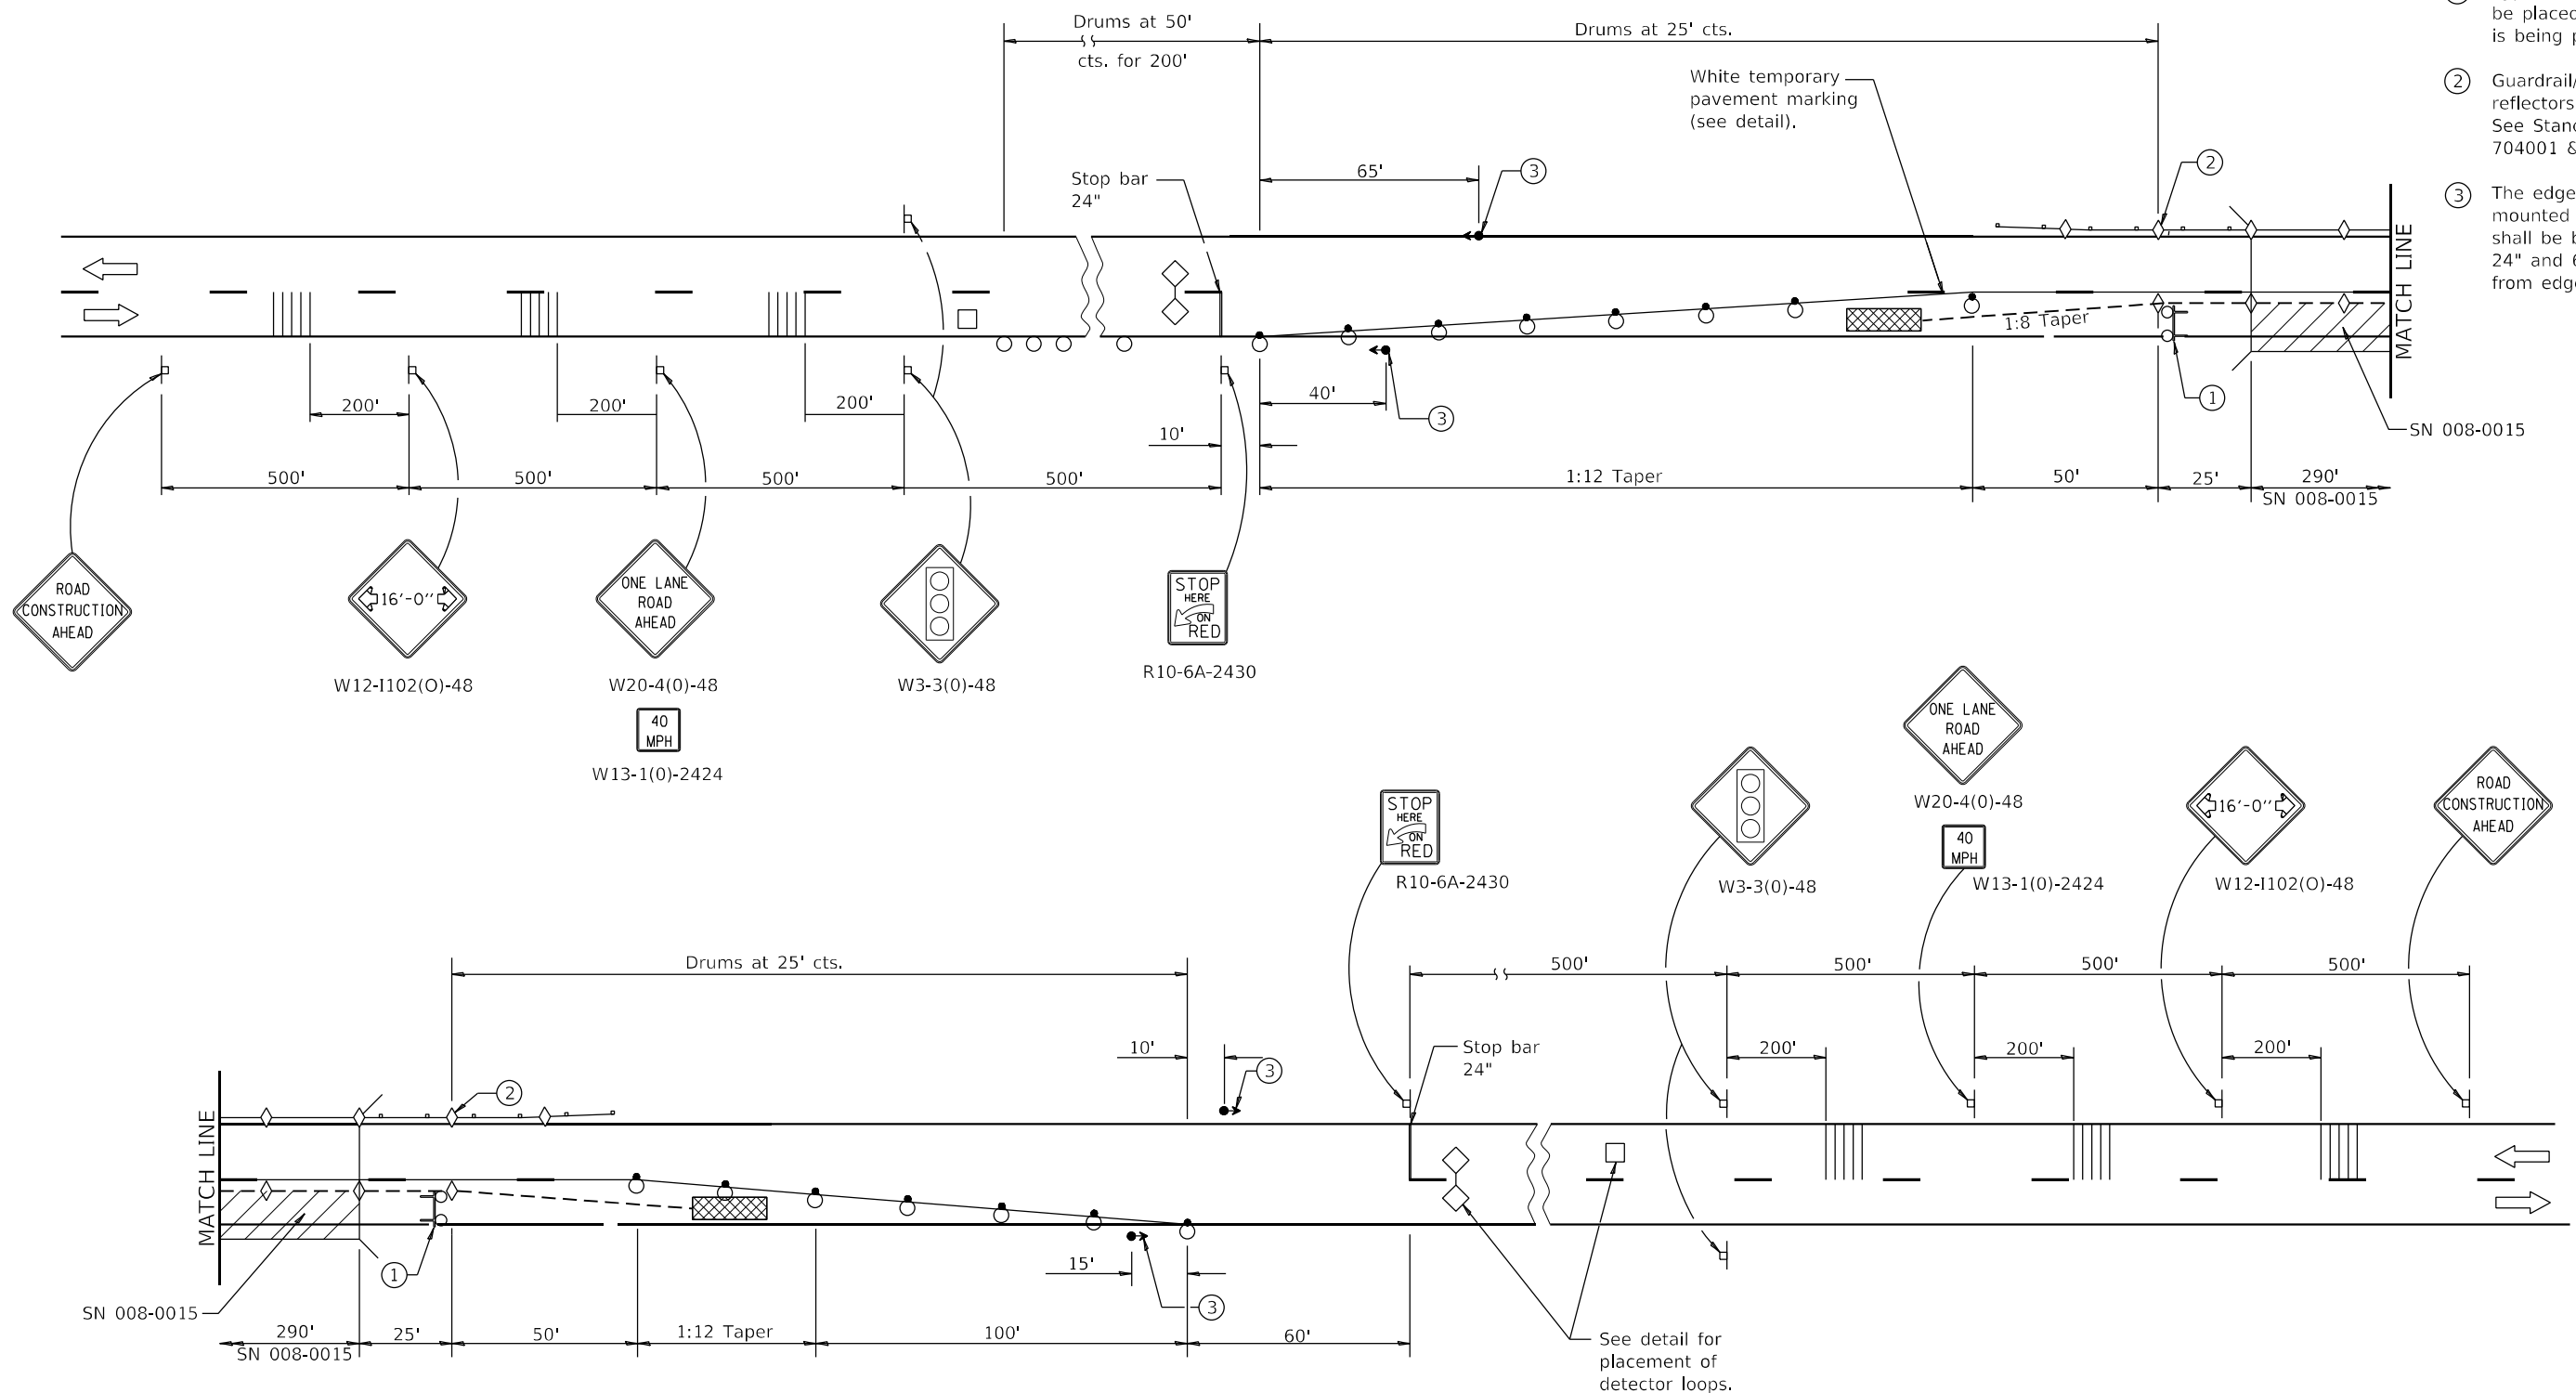 Drums at 50'
cts. for 200'
Drums at 25' cts.
White temporary
pavement marking
(see detail).
be placed
is being
2
Guardrail/
reflectors
See
704001 &
3
The edge
mounted
shall be
24" and
from
Stop bar
24"
65'
3
2
MATCH LINE
1:8 Taper
200'
200'
200'
40'
3
1
10'
SN 008-0015
500'
500'
500'
500'
1:12 Taper
50'
25'
290'
SN 008-0015
ROAD
CONSTRUCTION
AHEAD
16'-0"
W12-I102(O)-48
ONE LANE
ROAD
AHEAD
W20-4(0)-48
40
MPH
W13-1(0)-2424
W3-3(0)-48
STOP
HERE
ON
RED
R10-6A-2430
STOP
HERE
ON
RED
R10-6A-2430
W3-3(0)-48
ONE LANE
ROAD
AHEAD
W20-4(0)-48
40
MPH
W13-1(0)-2424
16'-0"
W12-I102(O)-48
ROAD
CONSTRUCTION
AHEAD
Drums at 25' cts.
500'
500'
500'
500'
10'
3
Stop bar
24"
200'
200'
200'
2
MATCH LINE
1
15'
3
SN 008-0015
290'
SN 008-0015
25'
50'
1:12 Taper
100'
60'
See detail for
placement of
detector loops.